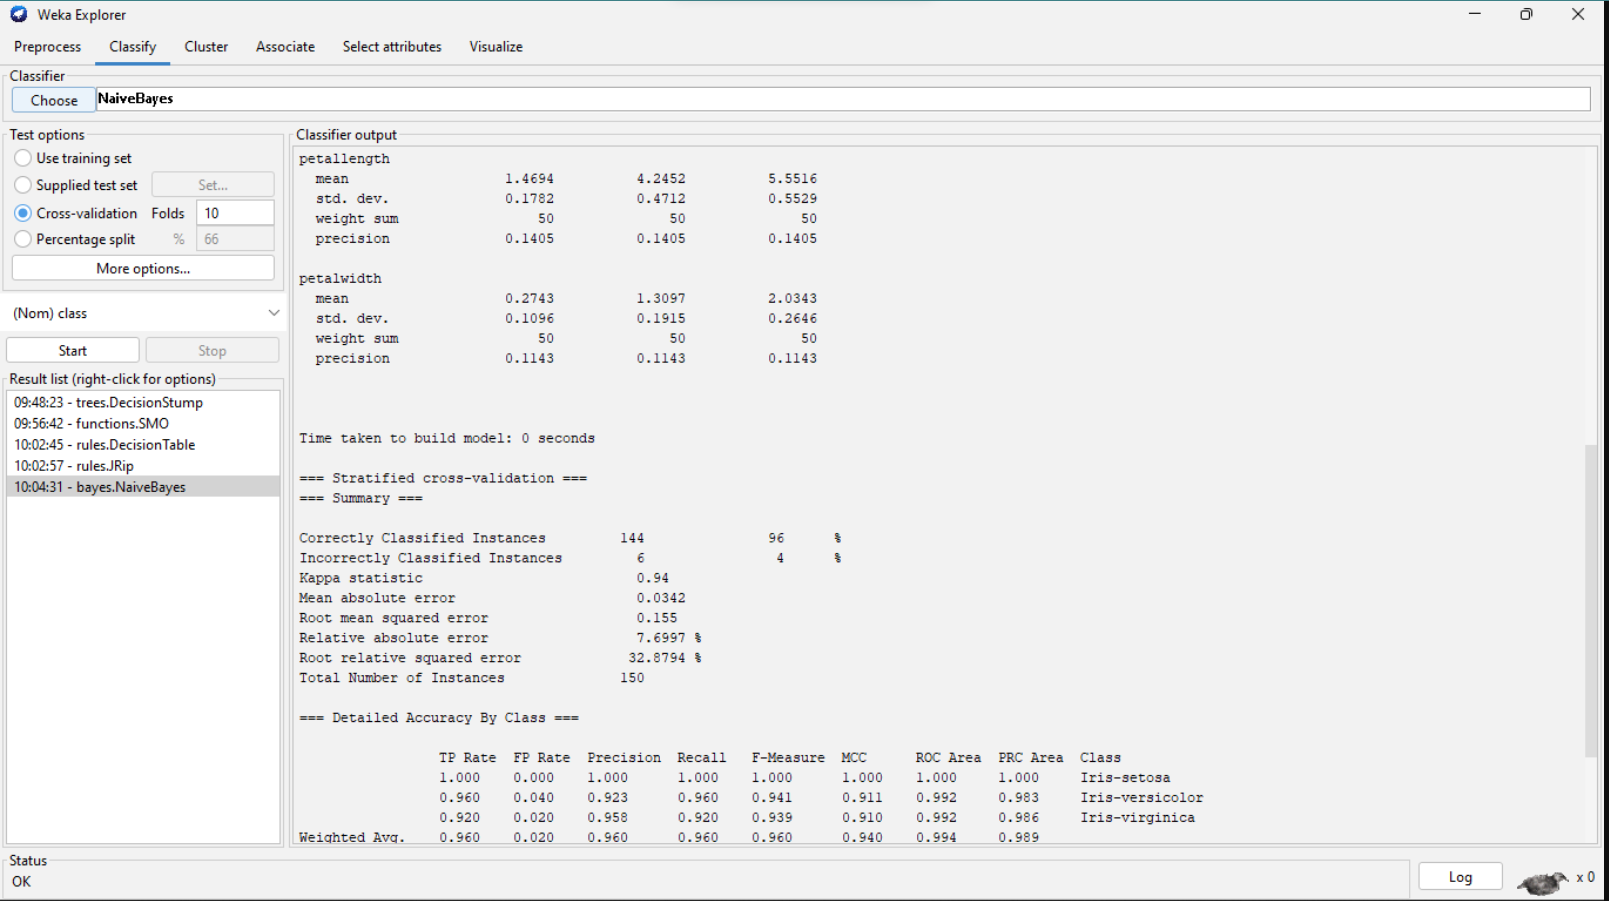 Weka Explorer
Preprocess Classify Cluster Associate Select attributes Visualize
Classifier
Choose NaiveBayes
Test options
Use training set
Supplied test set Set...
Cross-validation Folds 10
Percentage split % 66
More options...
(Nom) class
Start Stop
Result list (right-click for options)
09:48:23 - trees.DecisionStump
09:56:42 - functions.SMO
10:02:45 - rules.DecisionTable
10:02:57 - rules.JRip
10:04:31 - bayes.NaiveBayes
Classifier output
petallength
mean 1.4694 4.2452 5.5516
std. dev. 0.1782 0.4712 0.5529
weight sum 50 50 50
precision 0.1405 0.1405 0.1405
petalwidth
mean 0.2743 1.3097 2.0343
std. dev. 0.1096 0.1915 0.2646
weight sum 50 50 50
precision 0.1143 0.1143 0.1143
Time taken to build model: 0 seconds
=== Stratified cross-validation ===
=== Summary ===
Correctly Classified Instances 144 96 %
Incorrectly Classified Instances 6 4 %
Kappa statistic 0.94
Mean absolute error 0.0342
Root mean squared error 0.155
Relative absolute error 7.6997 %
Root relative squared error 32.8794 %
Total Number of Instances 150
=== Detailed Accuracy By Class ===
TP Rate FP Rate Precision Recall F-Measure MCC ROC Area PRC Area Class
1.000 0.000 1.000 1.000 1.000 1.000 1.000 1.000 Iris-setosa
0.960 0.040 0.923 0.960 0.941 0.911 0.992 0.983 Iris-versicolor
0.920 0.020 0.958 0.920 0.939 0.910 0.992 0.986 Iris-virginica
Weighted Avg. 0.960 0.020 0.960 0.960 0.960 0.940 0.994 0.989
Status
OK
Log x 0